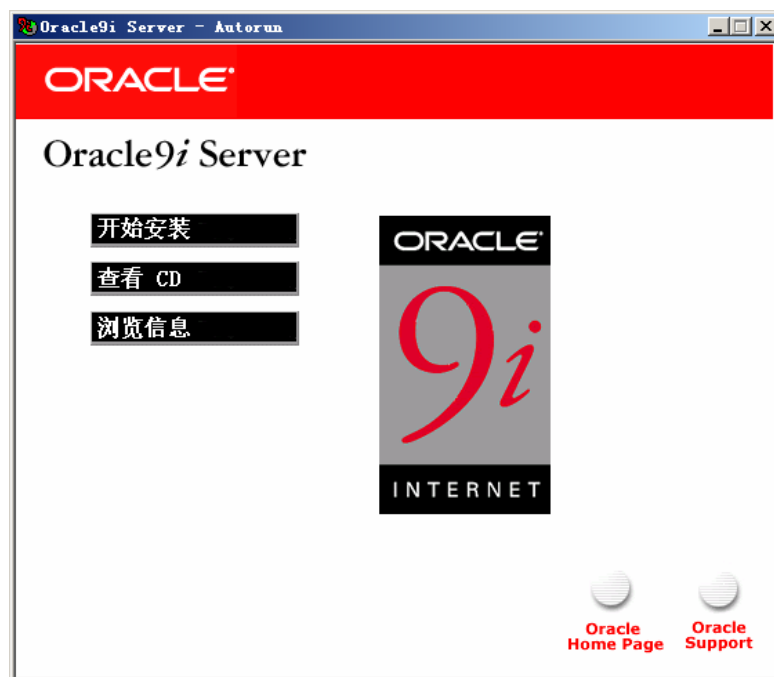 Oracle9i Server - Autorun
ORACLE
Oracle9i Server
开始安装
查看 CD
浏览信息
ORACLE
9i
INTERNET
Oracle
Home Page
Oracle
Support